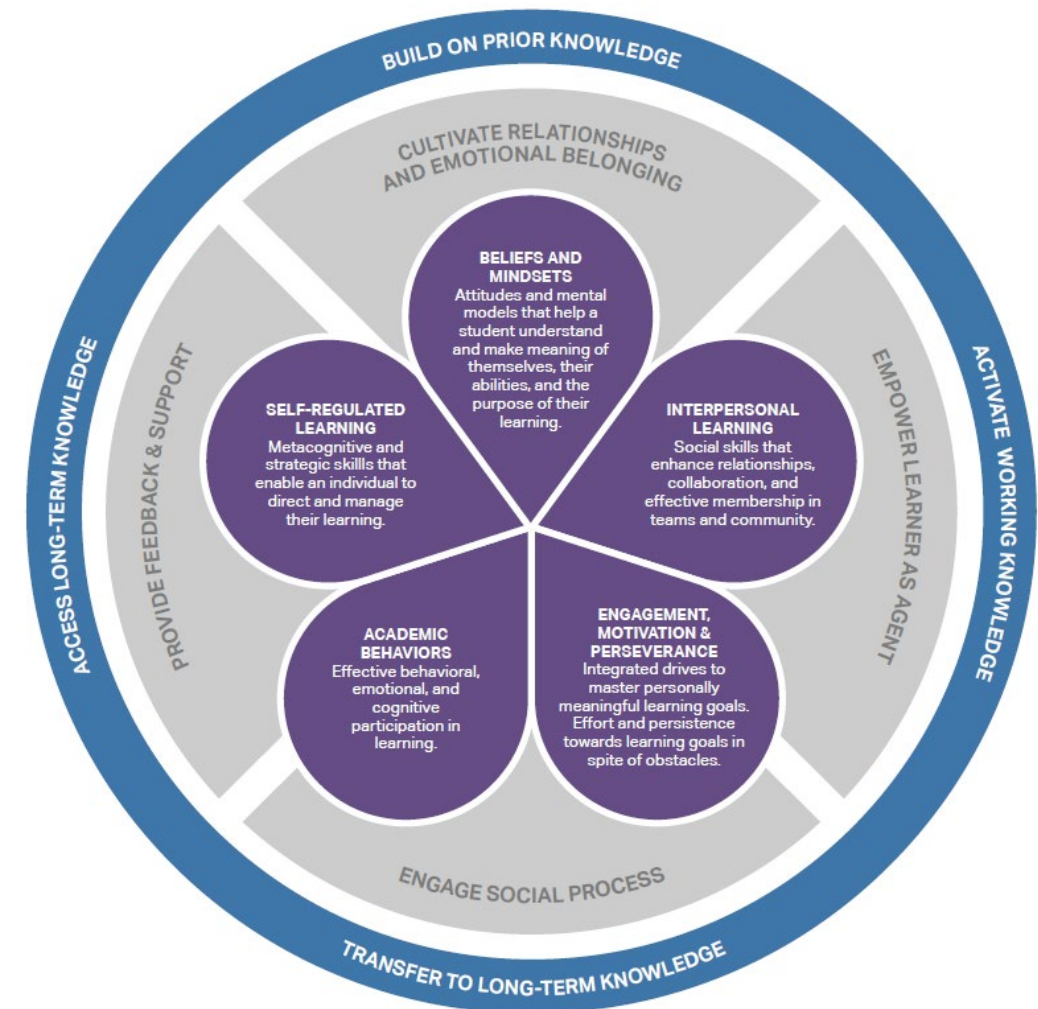 BUILD ON PRIOR KNOWLEDGE
CULTIVATE RELATIONSHIPS
AND EMOTIONAL BELONGING
BELIEFS AND
MINDSETS
Attitudes and mental
models that help a
student understand
and make meaning of
themselves, their
abilities, and the
purpose of their
learning.
ACCESS LONG-TERM KNOWLEDGE
PROVIDE FEEDBACK & SUPPORT
SELF-REGULATED
LEARNING
Metacognitive and
strategic skills that
enable an individual to
direct and manage
their learning.
INTERPERSONAL
LEARNING
Social skills that
enhance relationships,
collaboration, and
effective membership in
teams and community.
EMPOWER LEARNER AS AGENT
ACTIVATE WORKING KNOWLEDGE
ACADEMIC
BEHAVIORS
Effective behavioral,
emotional, and
cognitive
participation in
learning.
ENGAGEMENT,
MOTIVATION &
PERSEVERANCE
Integrated drives to
master personally
meaningful learning goals.
Effort and persistence
towards learning goals in
spite of obstacles.
ENGAGE SOCIAL PROCESS
TRANSFER TO LONG-TERM KNOWLEDGE